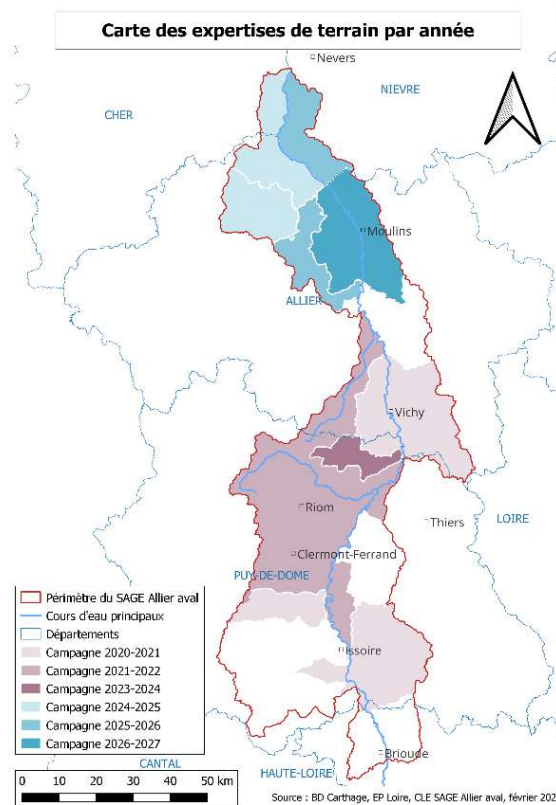 Carte des expertises de terrain par année
Nevers
NIEVRE
CHER
Moulins
ALLIER
Vichy
Riom
Thiers
LOIRE
Clermont-Ferrand
PUY-DE-DOME
Périmètre du SAGE Allier aval
Cours d'eau principaux
Départements
Campagne 2020-2021
Campagne 2021-2022
Campagne 2023-2024
Campagne 2024-2025
Campagne 2025-2026
Campagne 2026-2027
Issoire
Brioude
CANTAL
HAUTE-LOIRE
0 10 20 30 40 50 km
Source : BD Carthage, EP Loire, CLE SAGE Allier aval, février 202